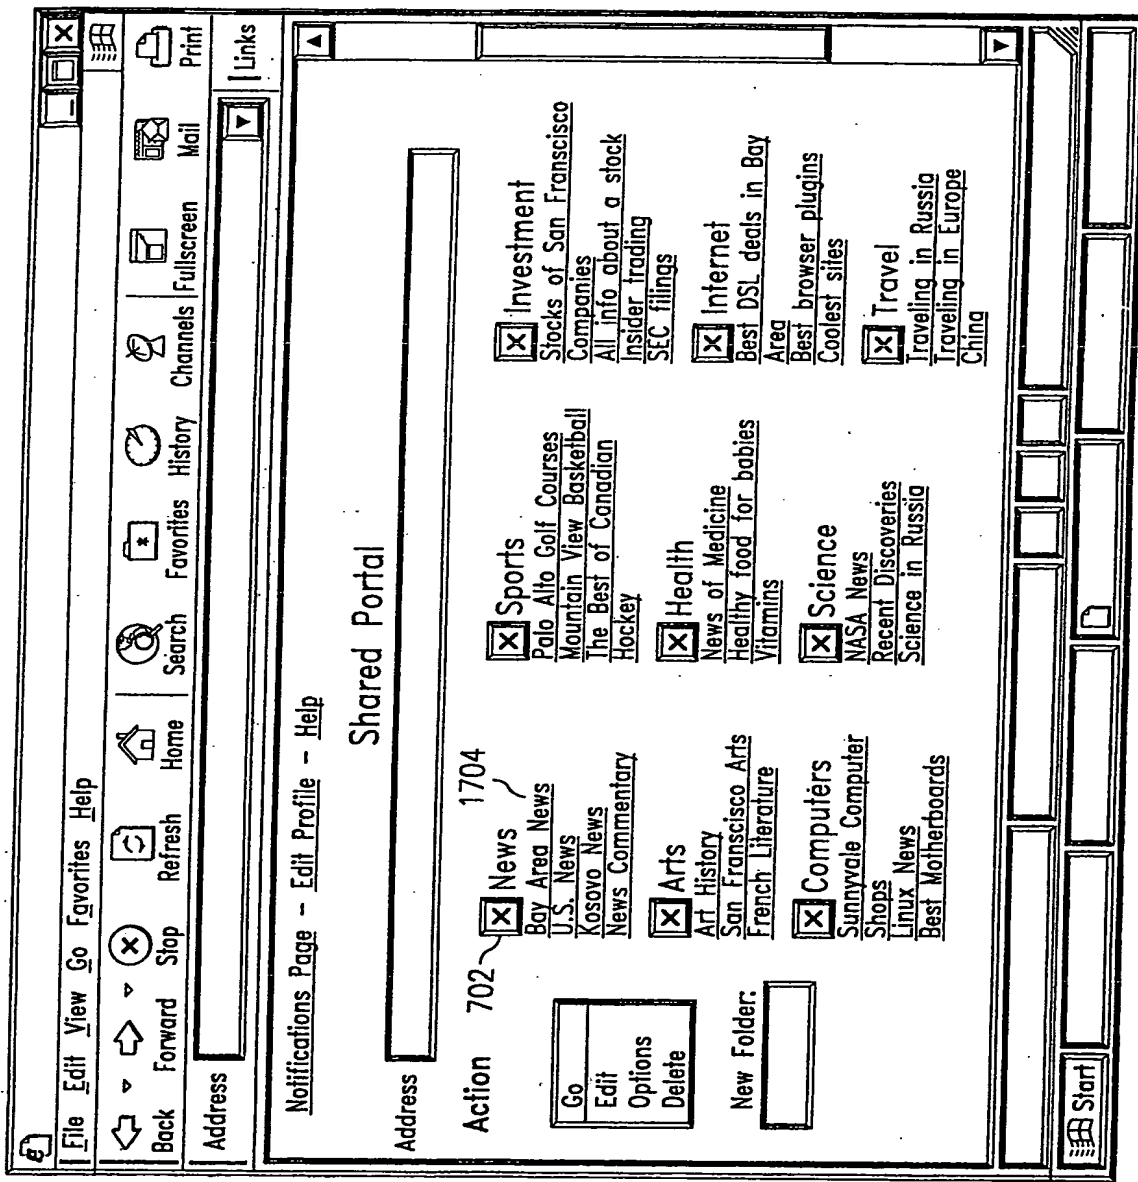 File Edit View Go Favorites Help
Back Forward Stop Refresh Home Search Favorites History Channels Fullscreen Mail Print
Address
Links
Notifications Page - Edit Profile - Help
Shared Portal
Address
Action
Go
Edit
Options
Delete
New Folder:
702
1704
News
Bay Area News
U.S. News
Kosovo News
News Commentary
Sports
Palo Alto Golf Courses
Mountain View Basketball
The Best of Canadian
Hockey
Investment
Stocks of San Franscisco
Companies
All info about a stock
Insider trading
SEC filings
Arts
Art History
San Franscisco Arts
French Literature
Health
News of Medicine
Healthy food for babies
Vitamins
Internet
Best DSL deals in Bay
Area
Best browser plugins
Coolest sites
Computers
Sunnyvale Computer
Shops
Linux News
Best Motherboards
Science
NASA News
Recent Discoveries
Science in Russia
Travel
Traveling in Russia
Traveling in Europe
China
Start